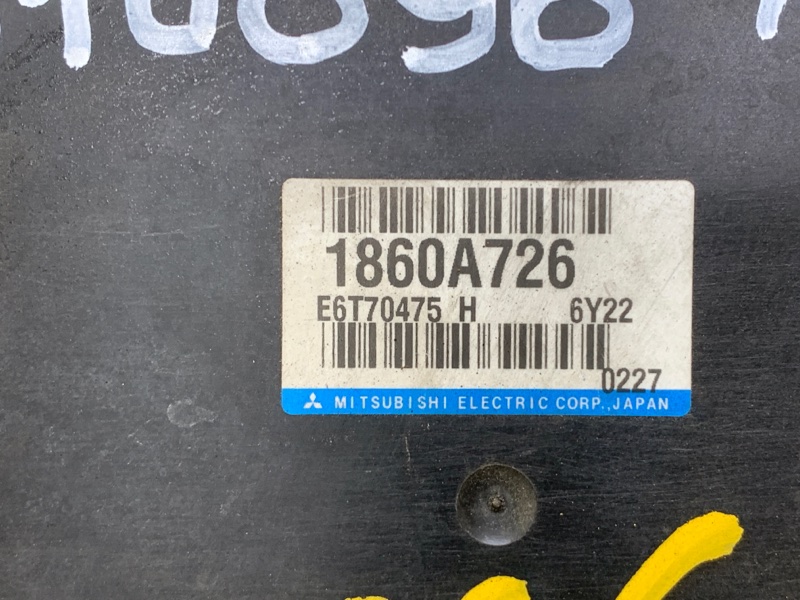 1860A726
E6T70475 H 6Y22
0227
MITSUBISHI ELECTRIC CORP., JAPAN